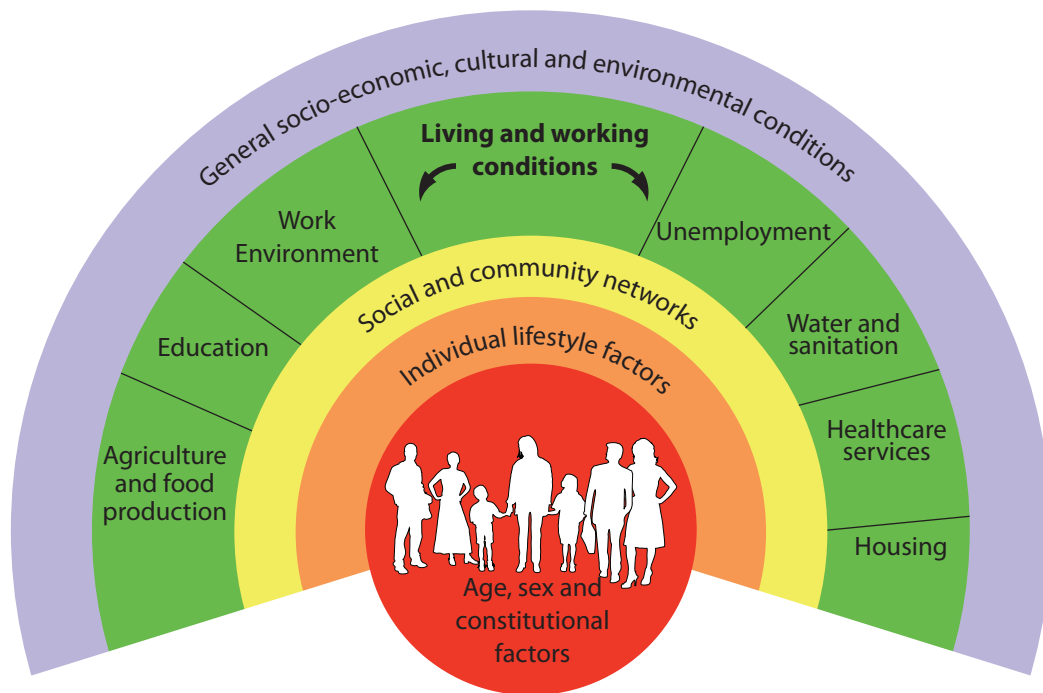 General socio-economic, cultural and environmental conditions
Living and working
conditions
Work
Environment
Unemployment
Education
Water and
sanitation
Agriculture
and food
production
Healthcare
services
Housing
Social and community networks
Individual lifestyle factors
Age, sex and
constitutional
factors